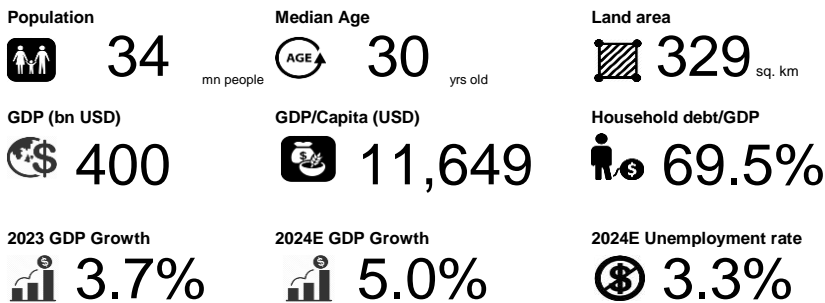 Population Median Age Land area
34 mn people AGE 30 yrs old 329 sq. km
GDP (bn USD) GDP/Capita (USD) Household debt/GDP
$ 400 $ 11,649 $ 69.5%
2023 GDP Growth 2024E GDP Growth 2024E Unemployment rate
$ 3.7% $ 5.0% $ 3.3%